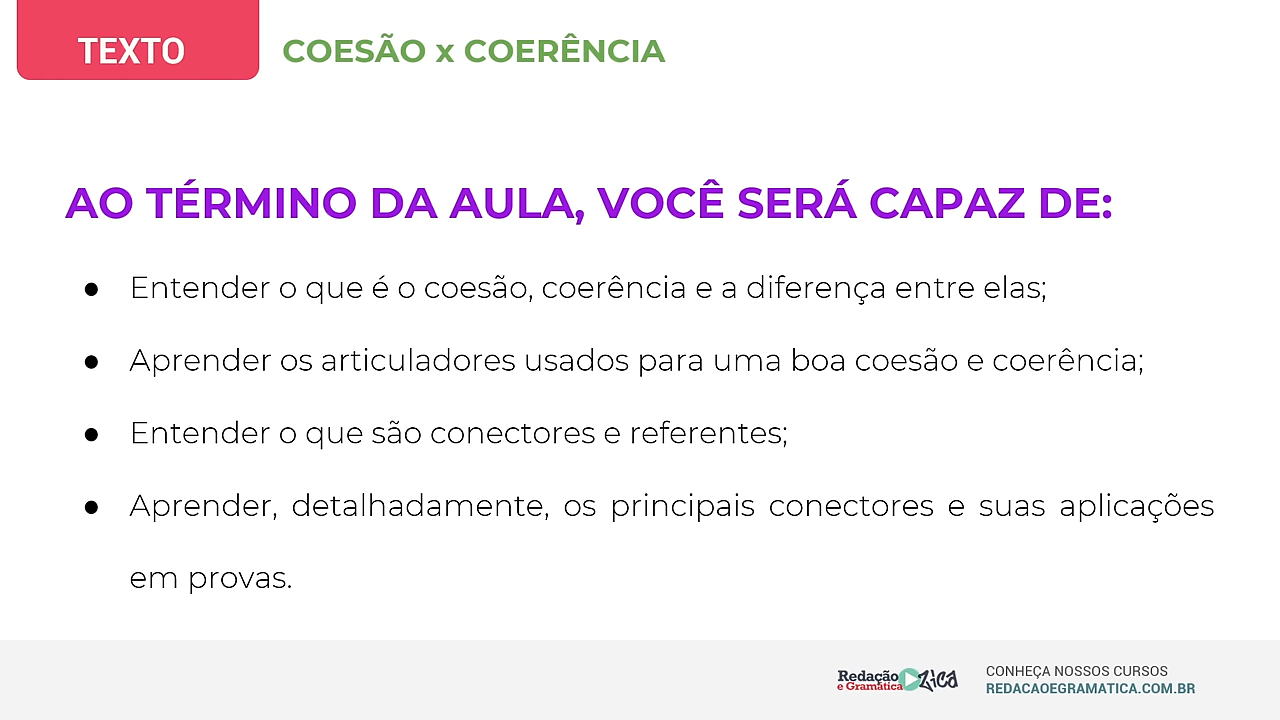 TEXTO
COESÃO x COERÊNCIA
AO TÉRMINO DA AULA, VOCÊ SERÁ CAPAZ DE:
● Entender o que é o coesão, coerência e a diferença entre elas;
● Aprender os articuladores usados para uma boa coesão e coerência;
● Entender o que são conectores e referentes;
● Aprender, detalhadamente, os principais conectores e suas aplicações
em provas.
Redação
e Gramática
Zica
CONHEÇA NOSSOS CURSOS
REDACAOEGRAMATICA.COM.BR